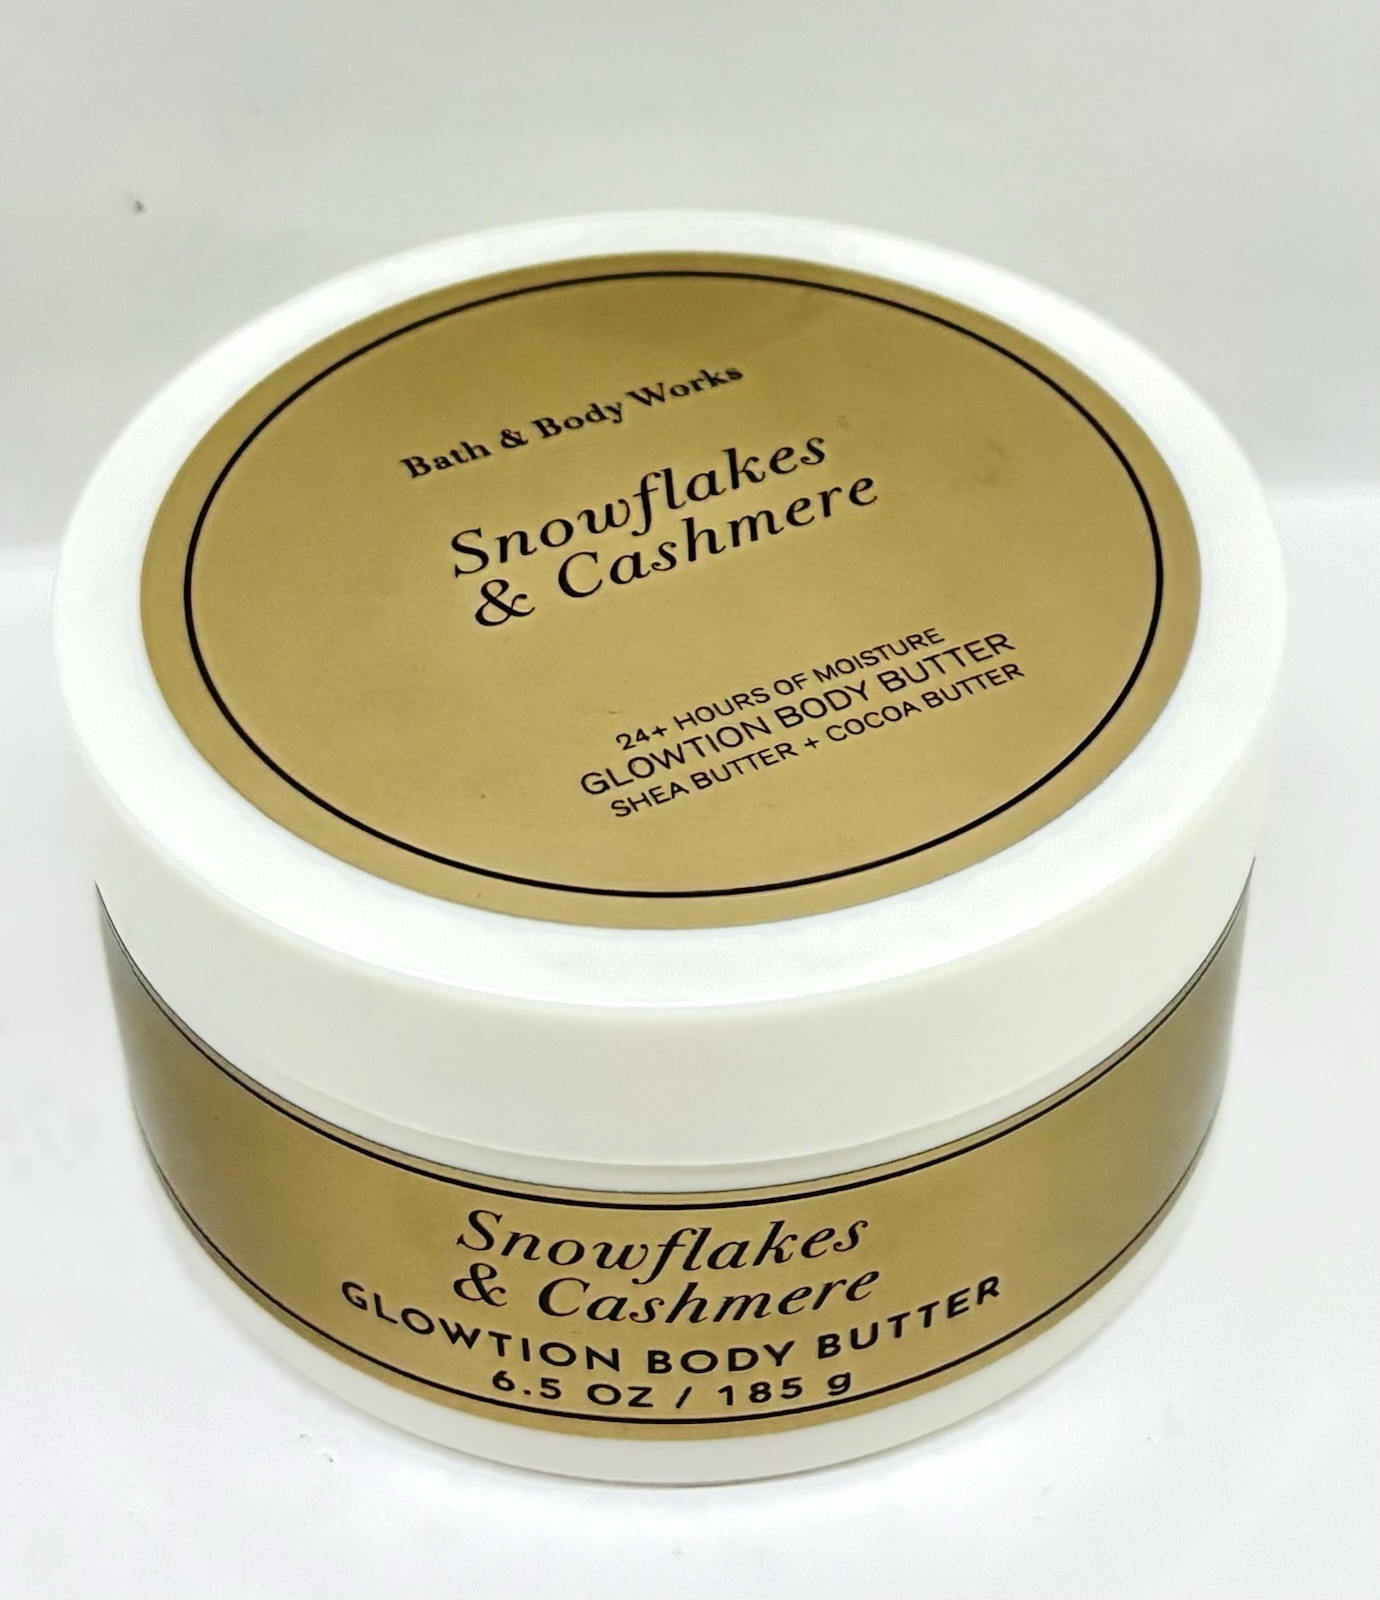 Bath & Body Works
Snowflakes
& Cashmere
24+ HOURS OF MOISTURE
GLOWTION BODY BUTTER
SHEA BUTTER + COCOA BUTTER
Snowflakes
& Cashmere
GLOWTION BODY BUTTER
6.5 OZ / 185 g